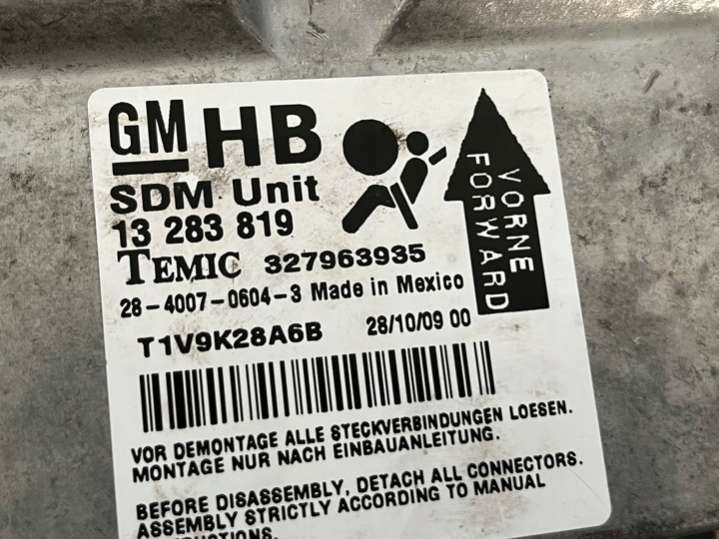 GM HB
SDM Unit
13 283 819
TEMIC 327963935
28-4007-0604-3 Made in Mexico
T1V9K28A6B 28/10/09 00
VORNE
FORWARD
VOR DEMONTAGE ALLE STECKVERBINDUNGEN LOESEN.
MONTAGE NUR NACH EINBAUANLEITUNG.
BEFORE DISASSEMBLY, DETACH ALL CONNECTORS.
ASSEMBLY STRICTLY ACCORDING TO MANUAL